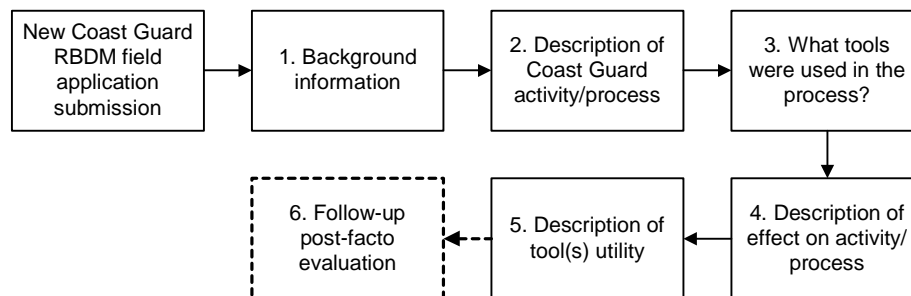 New Coast Guard
RBDM field
application
submission
1. Background
information
2. Description of
Coast Guard
activity/process
3. What tools
were used in the
process?
4. Description of
effect on activity/
process
5. Description of
tool(s) utility
6. Follow-up
post-facto
evaluation